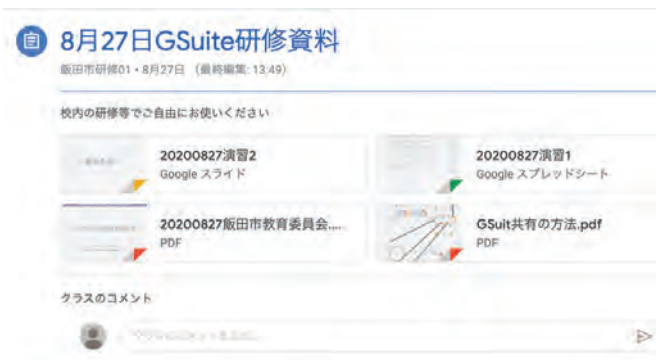 8月27日GSuite研修資料
飯田市研修01・8月27日 (最終編集: 13:49)
校内の研修等でご自由にお使いください
20200827演習2
Google スライド
20200827演習1
Google スプレッドシート
20200827飯田市教育委員会....
PDF
GSuit共有の方法.pdf
PDF
クラスのコメント